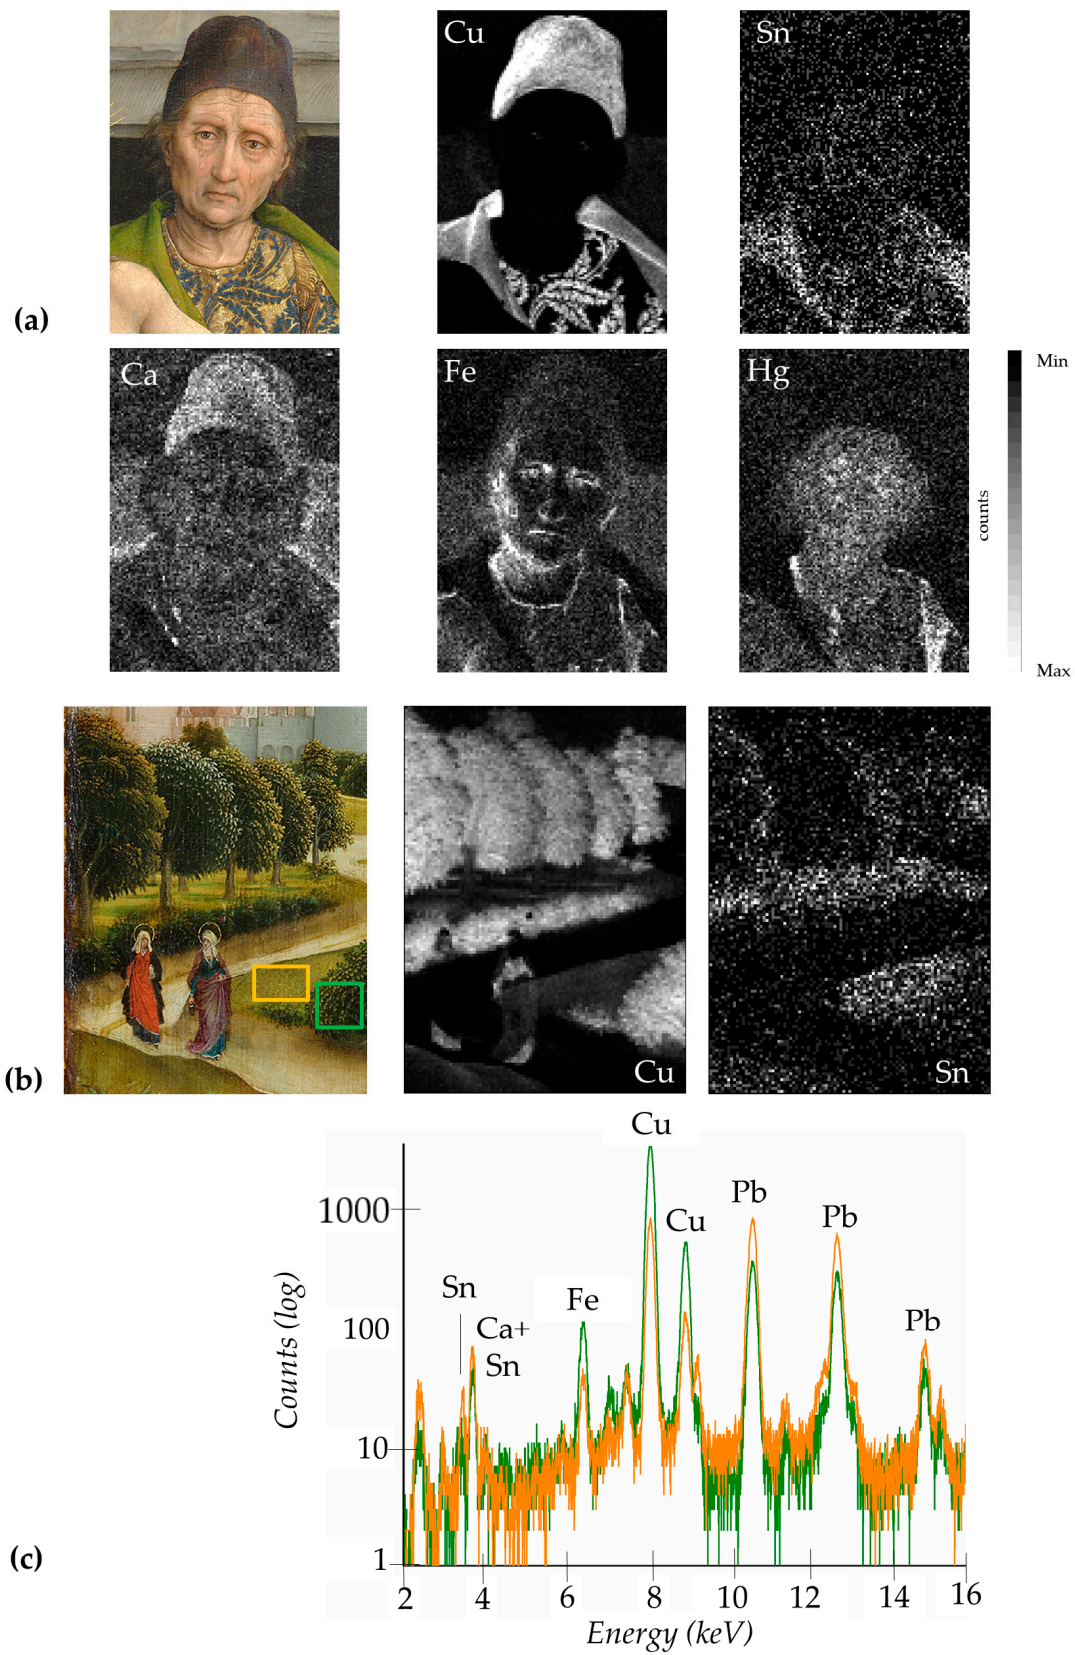 Cu
Sn
(a)
Ca
Fe
Hg
Min
counts
Max
(b)
Cu
Sn
Cu
1000
Pb
Cu
Pb
Sn
Fe
100
Ca+
Sn
Pb
Counts (log)
10
(c)
1
2
4
6
8
10
12
14
16
Energy (keV)